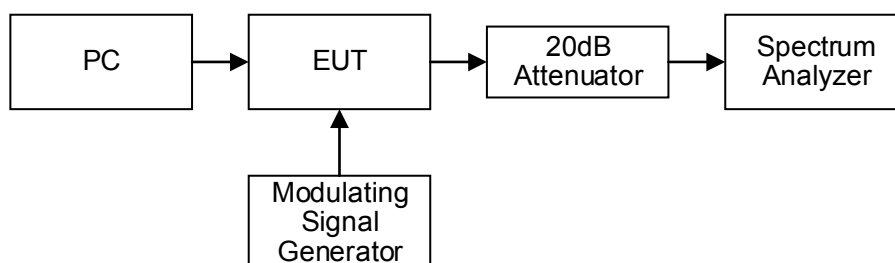 PC
EUT
20dB
Attenuator
Spectrum
Analyzer
Modulating
Signal
Generator